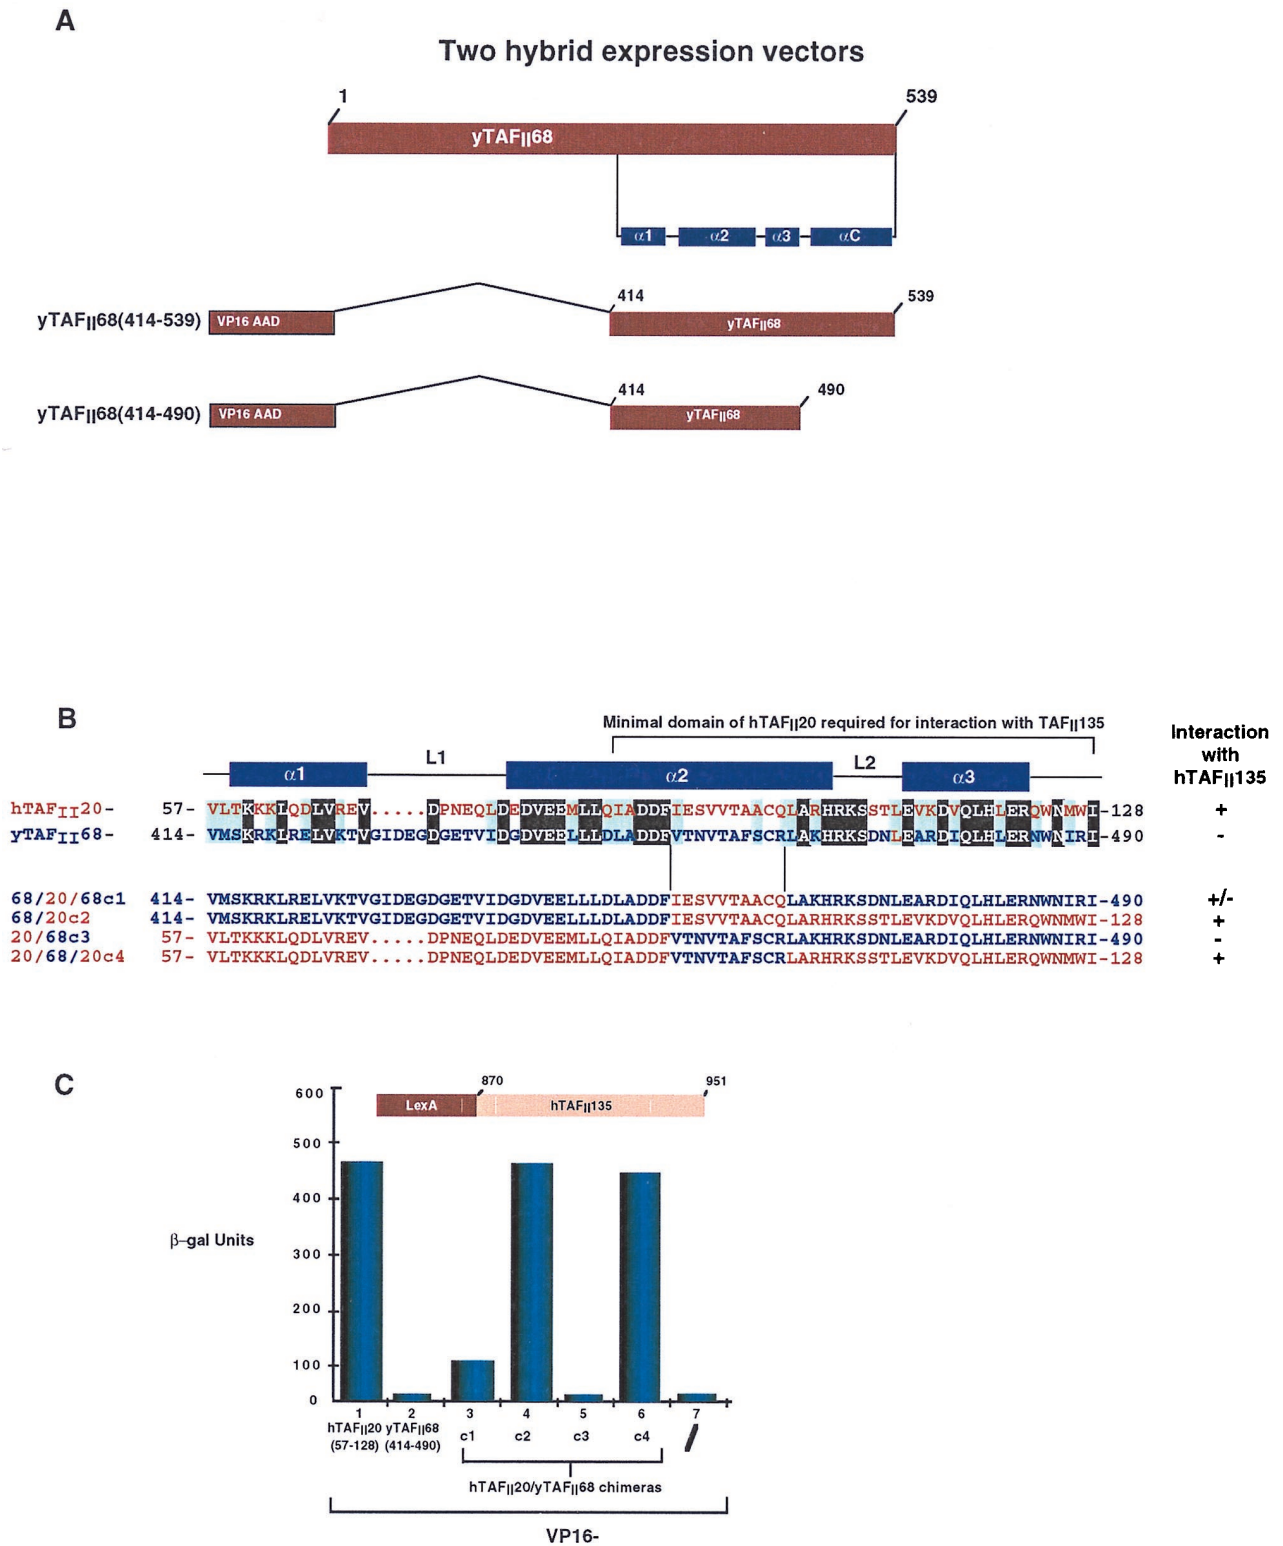 A
Two hybrid expression vectors
1
539
yTAFII68
α1 α2 α3 αC
414
539
yTAFII68(414-539)
VP16 AAD
yTAFII68
414
490
yTAFII68(414-490)
VP16 AAD
yTAFII68
B
Minimal domain of hTAFII20 required for interaction with TAFII135
Interaction
with
hTAFII135
L1
L2
α1
α2
α3
hTAFII20- 57- VLTKKKLQDLVREV.....DPNEQLDEDVEEMLLQIADDFIESVVTAACQLARHRKSSTLEVKDVQLHLERQWNMWI-128 +
yTAFII68- 414- VMSKRKLRELVKTVGIDEGDGETVIDGDVEELLLDLADDFVTNVTAFSCRLAKHRKSDNLEARDIQLHLERNWNIRI-490 -
68/20/68c1 414- VMSKRKLRELVKTVGIDEGDGETVIDGDVEELLLDLADDFIESVVTAACQLAKHRKSDNLEARDIQLHLERNWNIRI-490 +/-
68/20c2 414- VMSKRKLRELVKTVGIDEGDGETVIDGDVEELLLDLADDFIESVVTAACQLARHRKSSTLEVKDVQLHLERQWNMWI-128 +
20/68c3 57- VLTKKKLQDLVREV.....DPNEQLDEDVEEMLLQIADDFVTNVTAFSCRLAKHRKSDNLEARDIQLHLERNWNIRI-490 -
20/68/20c4 57- VLTKKKLQDLVREV.....DPNEQLDEDVEEMLLQIADDFVTNVTAFSCRLARHRKSSTLEVKDVQLHLERQWNMWI-128 +
C
870
951
LexA
hTAFII135
600
500
400
β-gal Units
300
200
100
0
1 2 3 4 5 6 7
hTAFII20 yTAFII68
(57-128) (414-490)
c1 c2 c3 c4 /
hTAFII20/yTAFII68 chimeras
VP16-